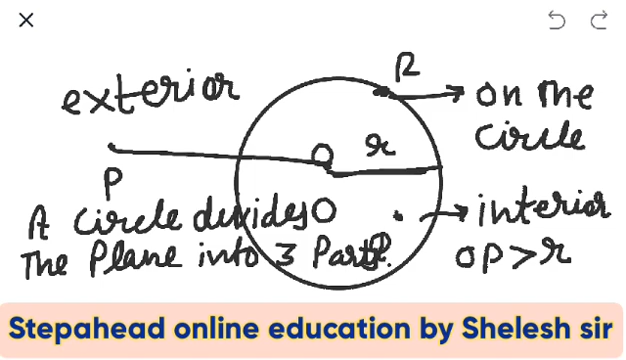 exterior
R
on the
circle
O
r
P
interior
A circle divides O
The Plane into 3 Parts.
OP>r
Stepahead online education by Shelesh sir